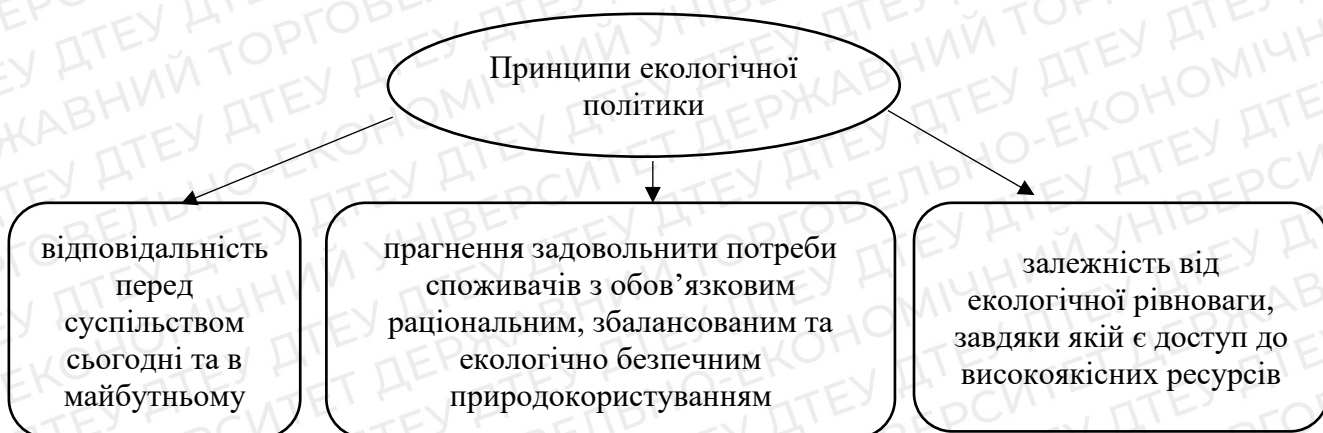 Принципи екологічної
політики
відповідальність
перед
суспільством
сьогодні та в
майбутньому
прагнення задовольнити потреби
споживачів з обов’язковим
раціональним, збалансованим та
екологічно безпечним
природокористуванням
залежність від
екологічної рівноваги,
завдяки якій є доступ до
високоякісних ресурсів